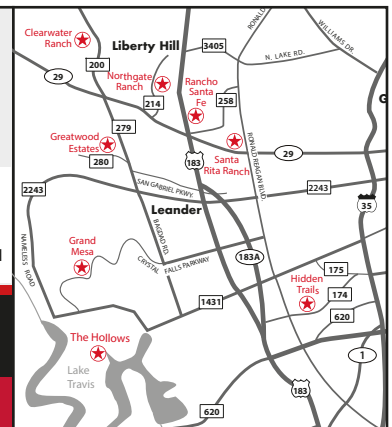 Clearwater
Ranch
Liberty Hill
3405
RONALD
WILLIAMS DR.
N. LAKE RD.
200
29
Northgate
Ranch
Rancho
Santa
Fe
214
258
G
279
Greatwood
Estates
280
183
Santa
Rita Ranch
RONALD REAGAN BLVD.
29
2243
SAN GABRIEL PKWY.
2243
35
Leander
NAMELESS ROAD
BAGDAD RD.
Grand
Mesa
CRYSTAL FALLS PARKWAY
183A
175
Hidden
Trails
174
1431
620
The Hollows
Lake
Travis
1
183
620